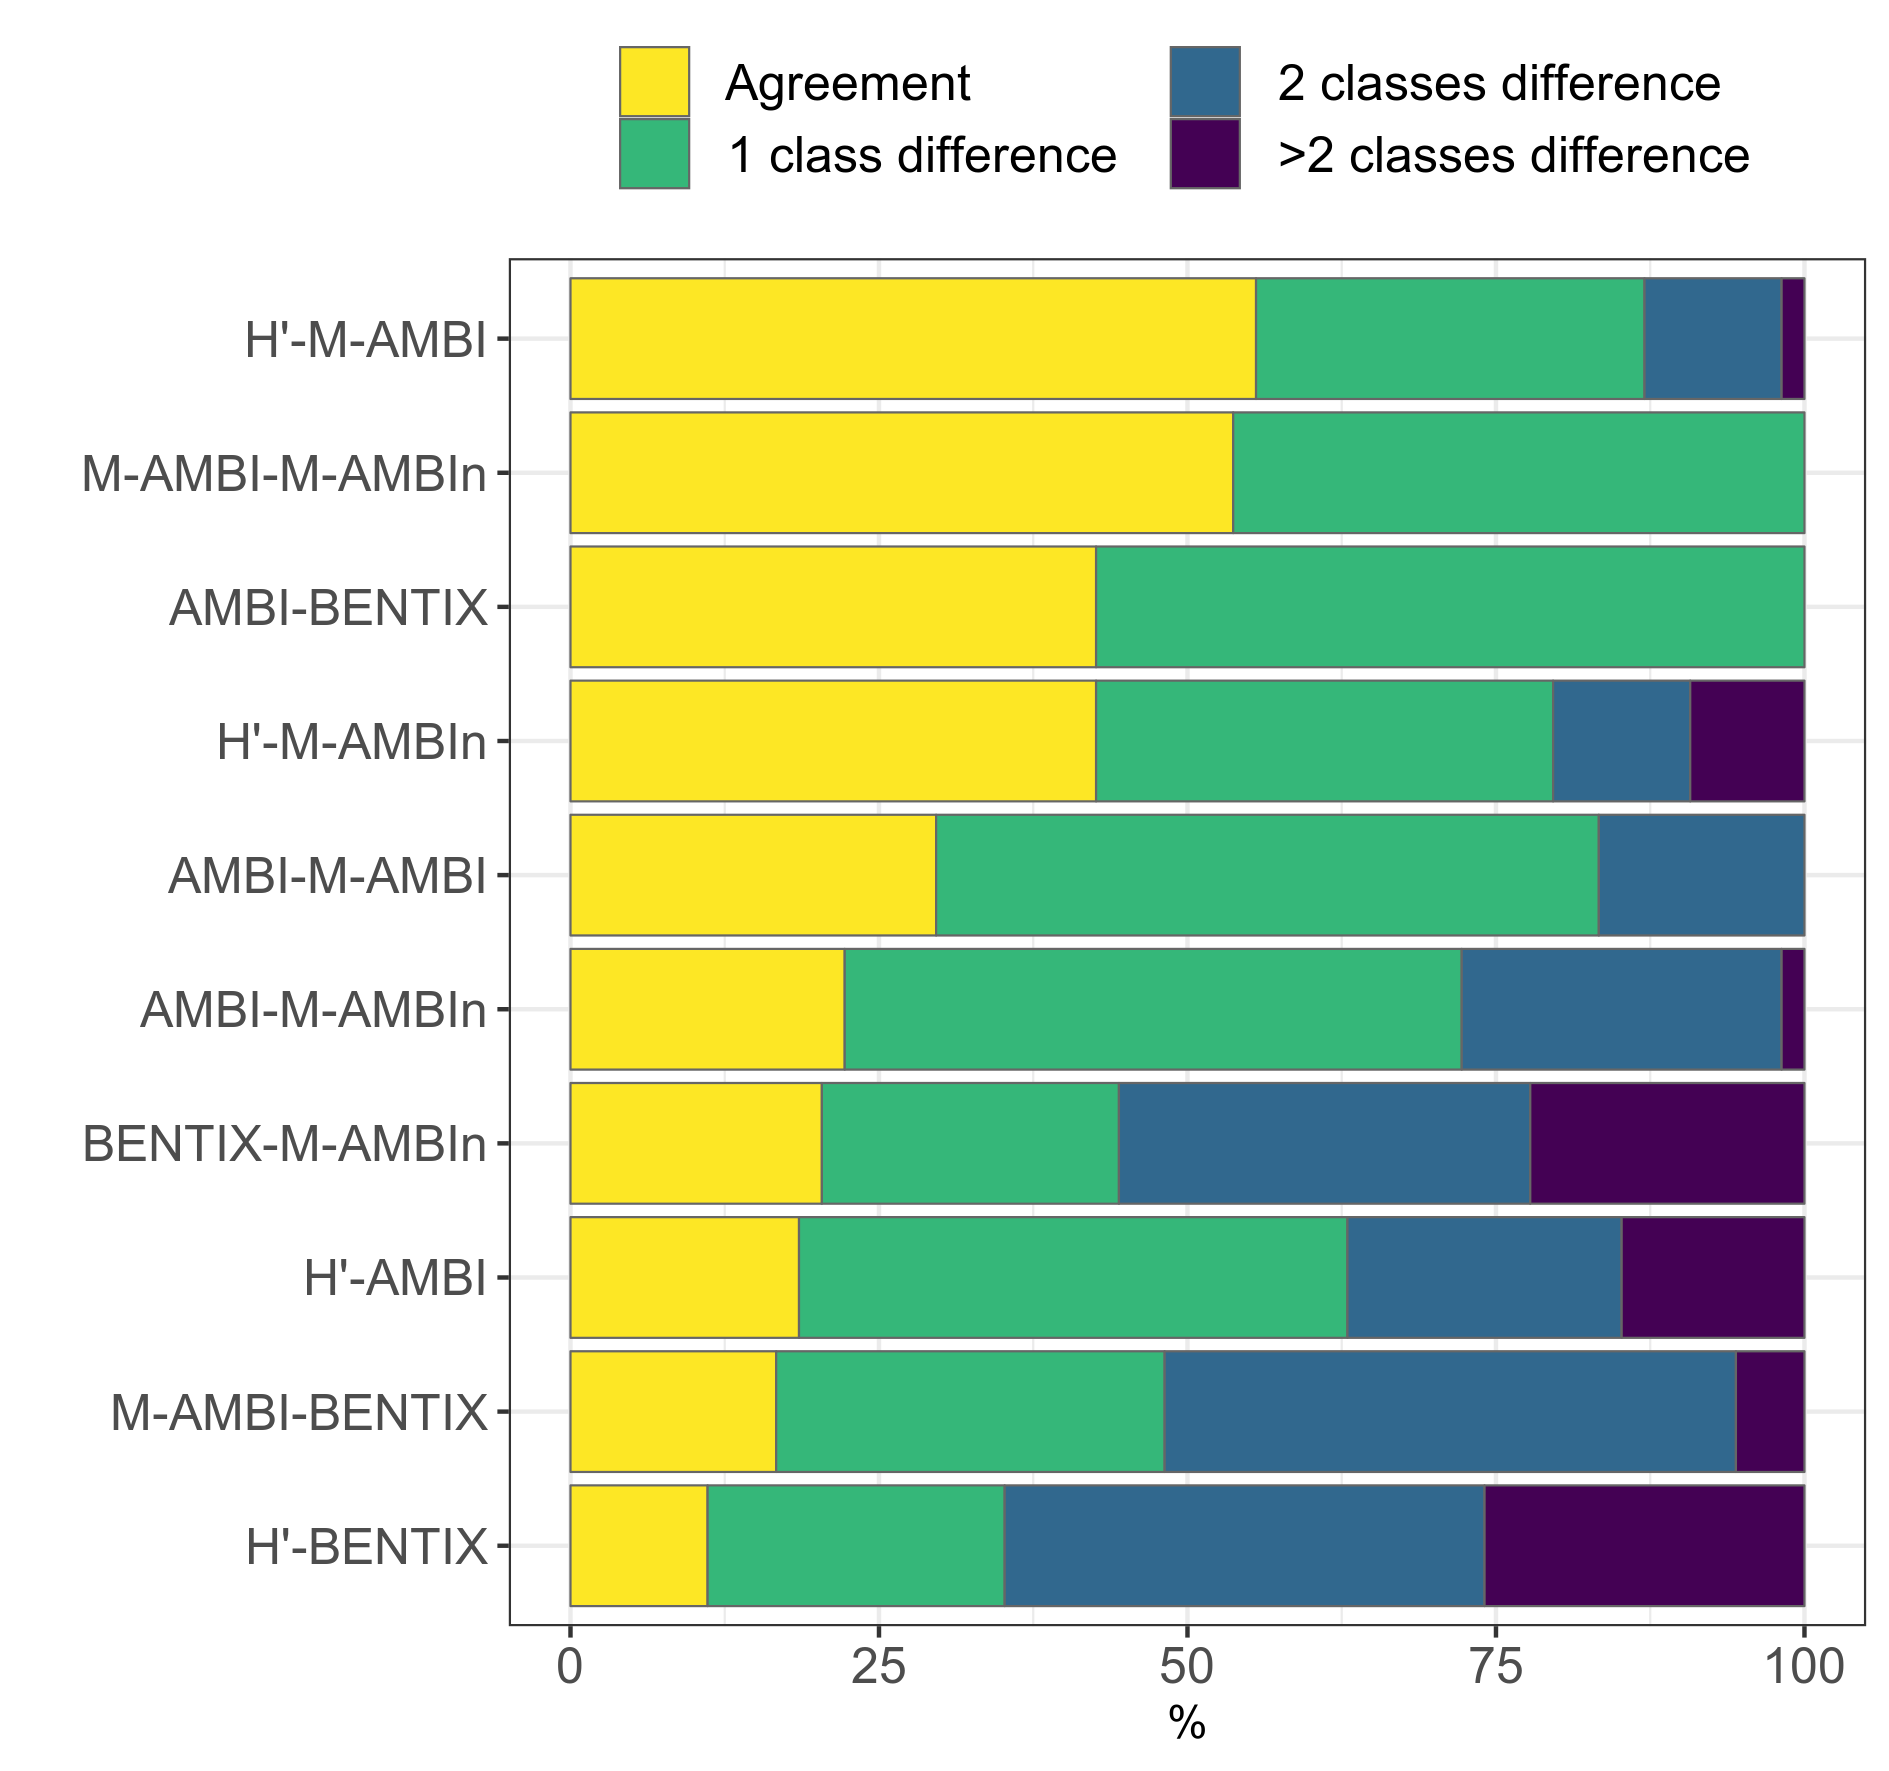 Agreement
1 class difference
2 classes difference
>2 classes difference
H'-M-AMBI
M-AMBI-M-AMBIn
AMBI-BENTIX
H'-M-AMBIn
AMBI-M-AMBI
AMBI-M-AMBIn
BENTIX-M-AMBIn
H'-AMBI
M-AMBI-BENTIX
H'-BENTIX
0 25 50 75 100
%